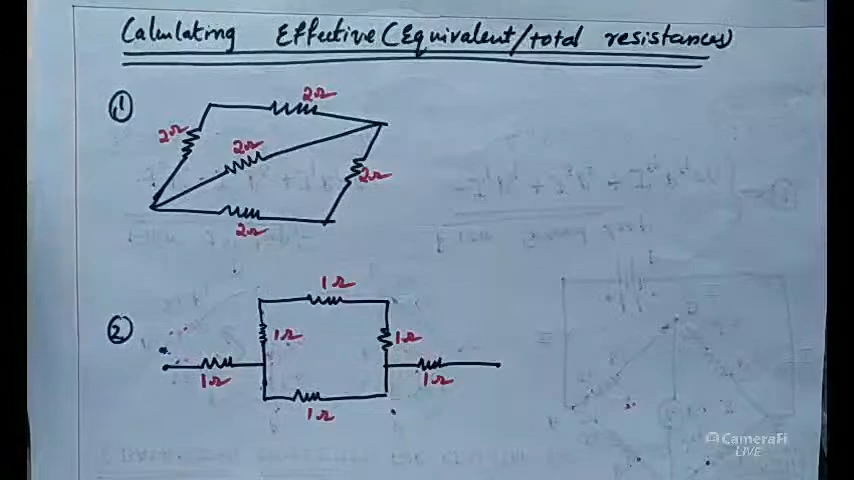 Calculating Effective(Equivalent/total resistances)
1
2Ω
2Ω
2Ω
2Ω
2Ω
2
1Ω
1Ω
1Ω
1Ω
1Ω
1Ω
CameraFi
LIVE